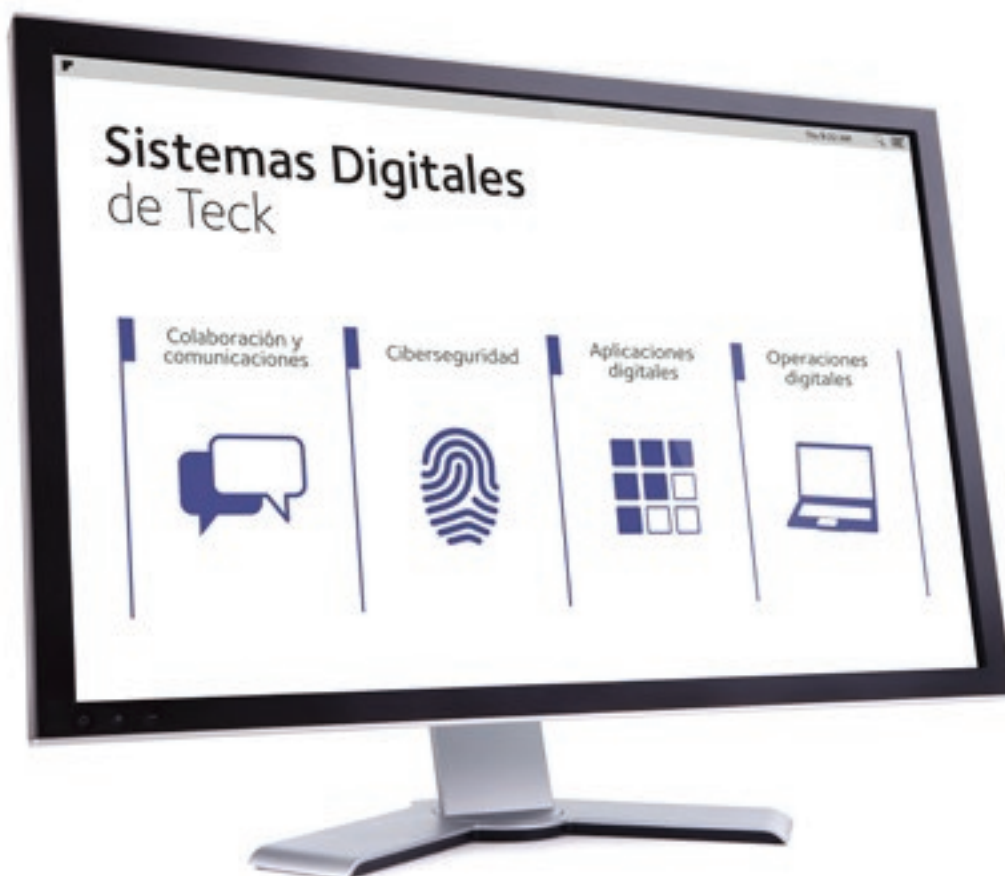 Sistemas Digitales
de Teck
Colaboración y
comunicaciones
Ciberseguridad
Aplicaciones
digitales
Operaciones
digitales